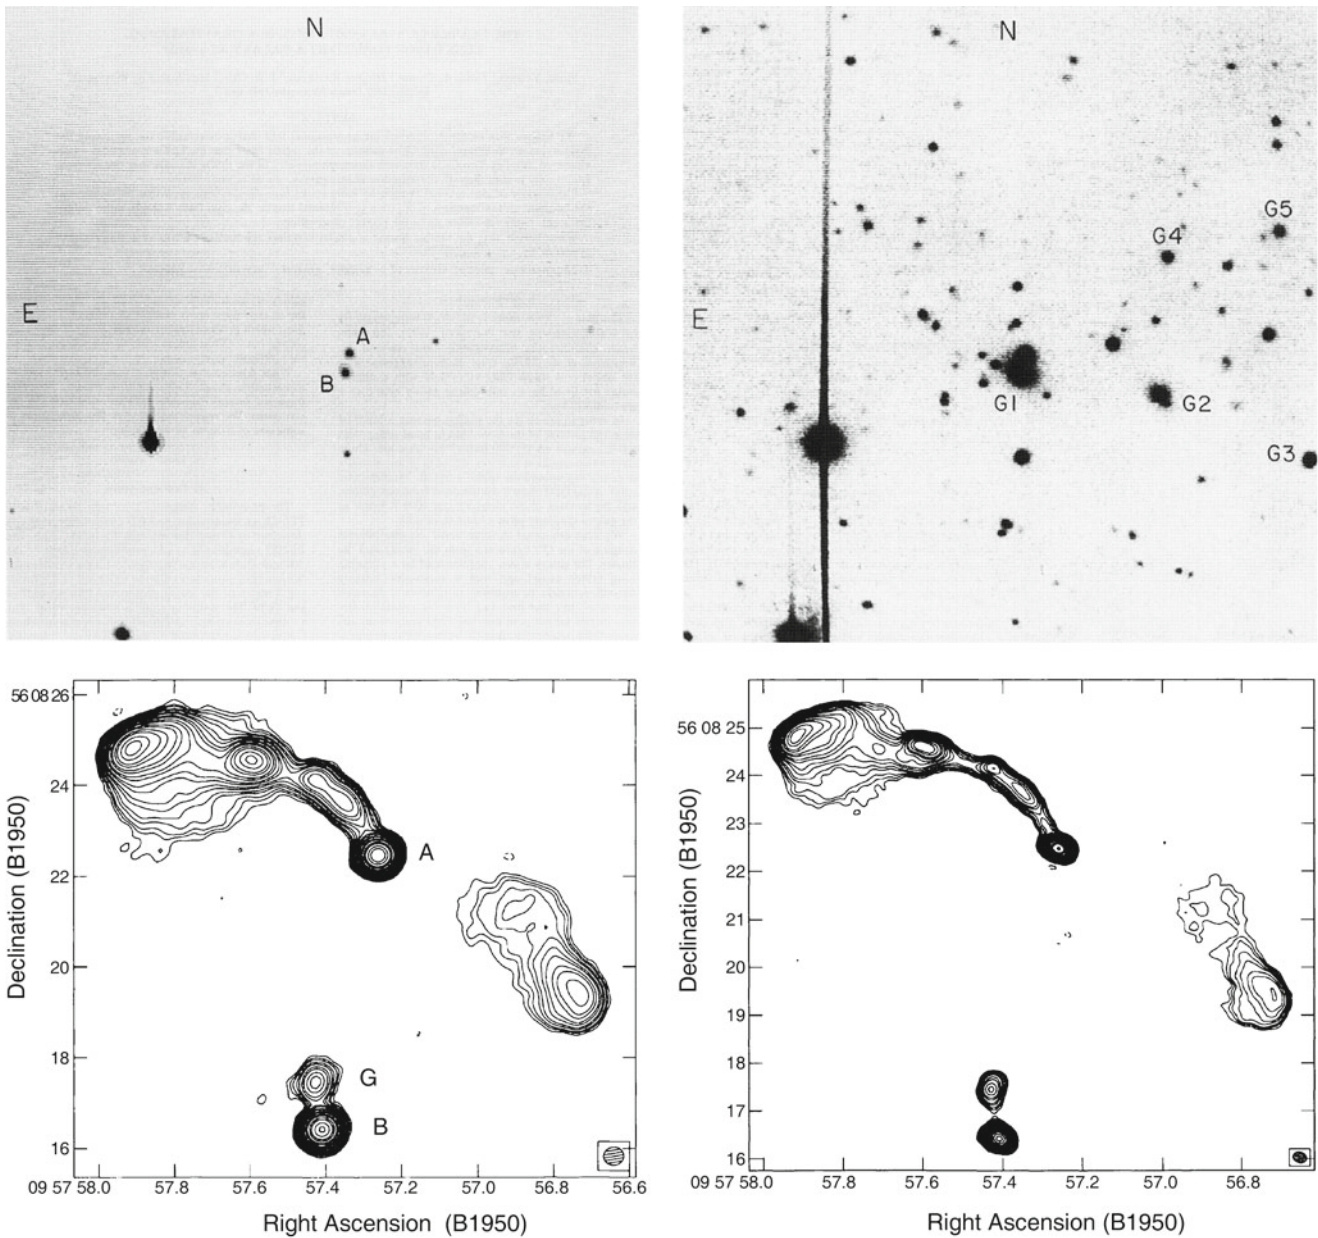 N
E
A
B
N
E
G5
G4
G1
G2
G3
56 08 26
24
22
20
18
16
Declination (B1950)
A
G
B
09 57 58.0
57.8
57.6
57.4
57.2
57.0
56.8
56.6
Right Ascension (B1950)
56 08 25
24
23
22
21
20
19
18
17
16
Declination (B1950)
09 57 58.0
57.8
57.6
57.4
57.2
57.0
56.8
Right Ascension (B1950)